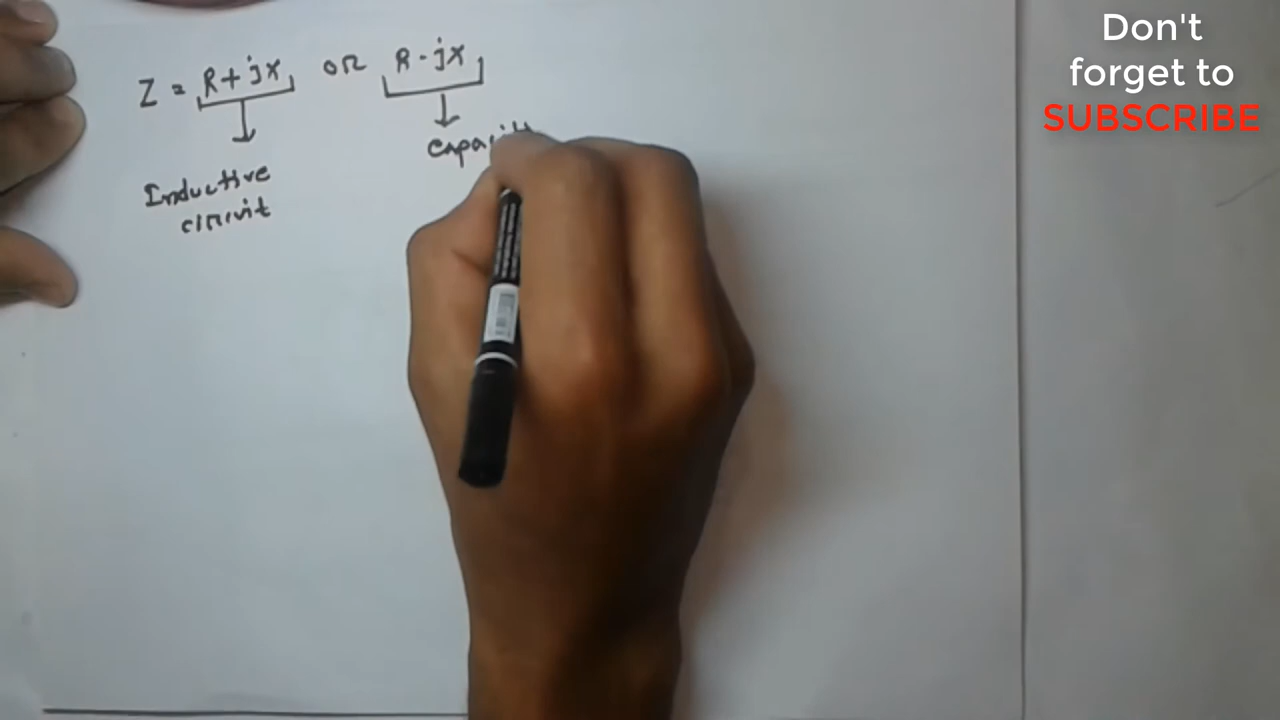 Z = R + jx or R - jx
Inductive
circuit
Don't
forget to
SUBSCRIBE